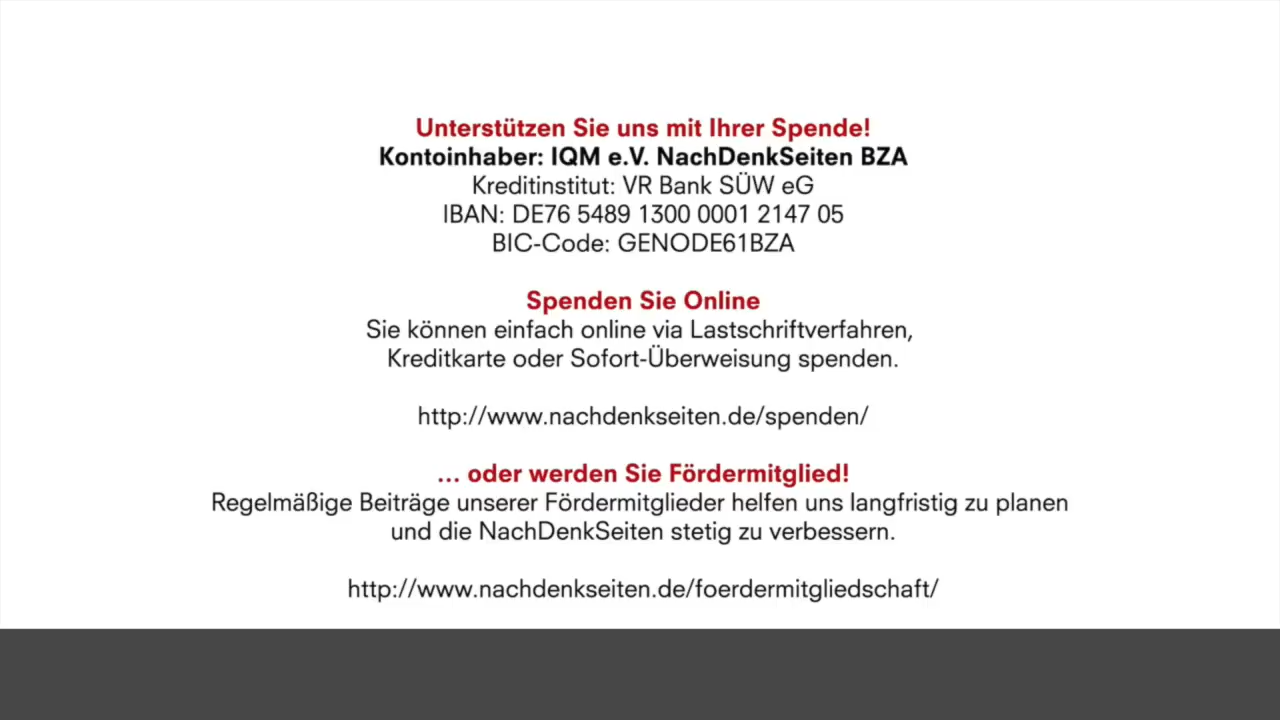 Unterstützen Sie uns mit Ihrer Spende!
Kontoinhaber: IQM e.V. NachDenkSeiten BZA
Kreditinstitut: VR Bank SÜW eG
IBAN: DE76 5489 1300 0001 2147 05
BIC-Code: GENODE61BZA
Spenden Sie Online
Sie können einfach online via Lastschriftverfahren,
Kreditkarte oder Sofort-Überweisung spenden.
http://www.nachdenkseiten.de/spenden/
... oder werden Sie Fördermitglied!
Regelmäßige Beiträge unserer Fördermitglieder helfen uns langfristig zu planen
und die NachDenkSeiten stetig zu verbessern.
http://www.nachdenkseiten.de/foerdermitgliedschaft/